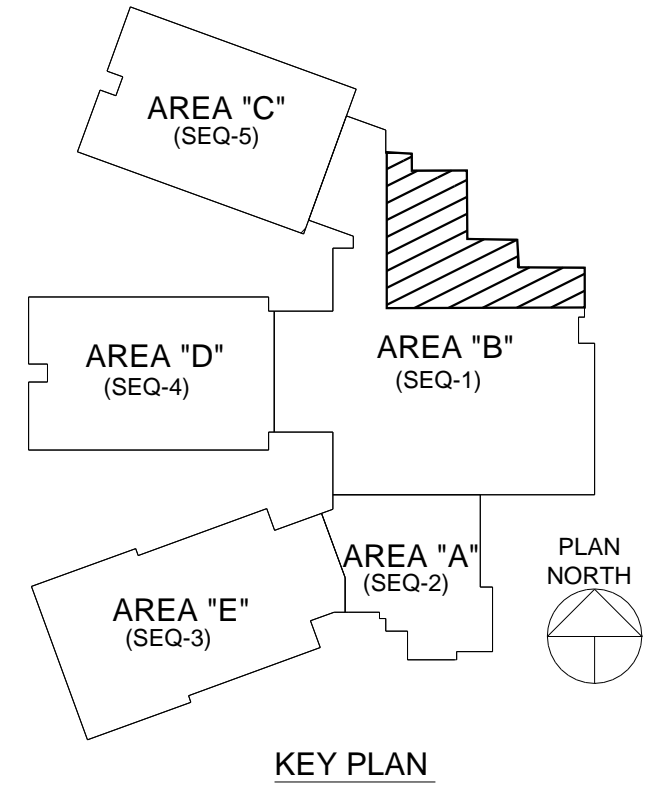 AREA "C"
(SEQ-5)
AREA "D"
(SEQ-4)
AREA "B"
(SEQ-1)
AREA "A"
(SEQ-2)
PLAN
NORTH
AREA "E"
(SEQ-3)
KEY PLAN